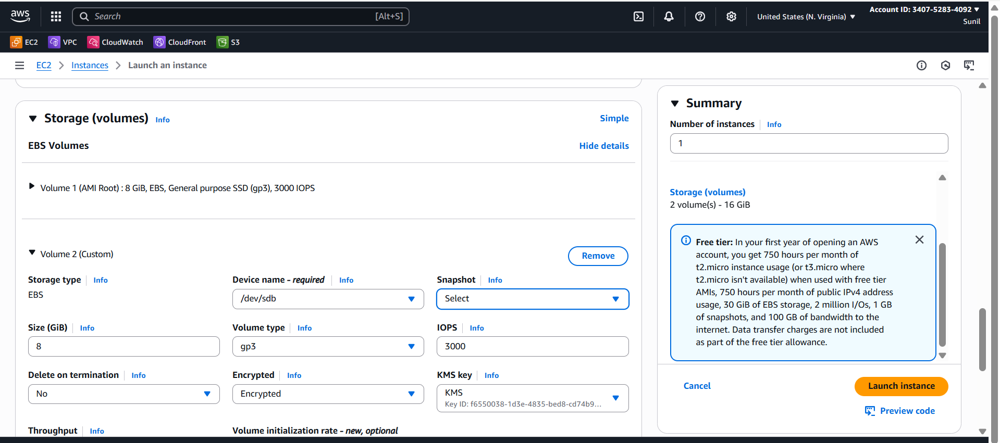 aws
Search [Alt+S]
United States (N. Virginia)
Account ID: 3407-5283-4092
Sunil
EC2 VPC CloudWatch CloudFront S3
EC2 Instances Launch an instance
Storage (volumes) Info Simple
EBS Volumes Hide details
Volume 1 (AMI Root) : 8 GiB, EBS, General purpose SSD (gp3), 3000 IOPS
Volume 2 (Custom) Remove
Storage type Info
EBS
Device name - required Info
/dev/sdb
Snapshot Info
Select
Size (GiB) Info
8
Volume type Info
gp3
IOPS Info
3000
Delete on termination Info
No
Encrypted Info
Encrypted
KMS key Info
KMS
Key ID: f6550038-1d3e-4835-bed8-cd74b9...
Throughput Info
Volume initialization rate - new, optional
Summary
Number of instances Info
1
Storage (volumes)
2 volume(s) - 16 GiB
Free tier: In your first year of opening an AWS
account, you get 750 hours per month of
t2.micro instance usage (or t3.micro where
t2.micro isn't available) when used with free tier
AMIs, 750 hours per month of public IPv4 address
usage, 30 GiB of EBS storage, 2 million I/Os, 1 GB
of snapshots, and 100 GB of bandwidth to the
internet. Data transfer charges are not included
as part of the free tier allowance.
Cancel Launch instance
Preview code